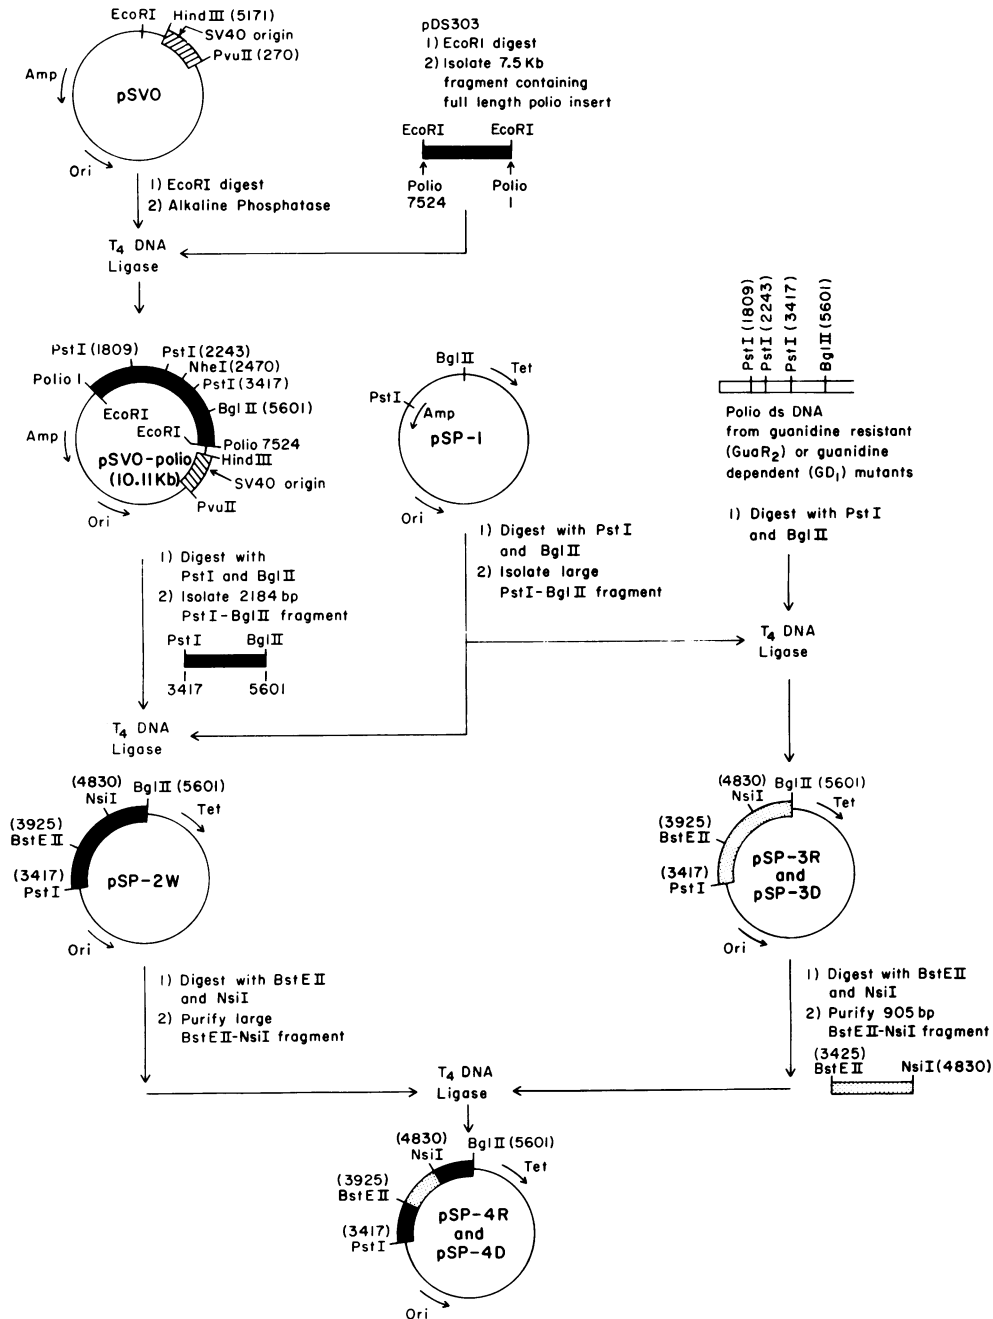 EcoRI
HindIII (5171)
SV40 origin
PvuII (270)
Amp
pSVO
Ori
1) EcoRI digest
2) Alkaline Phosphatase
pDS303
1) EcoRI digest
2) Isolate 7.5 Kb
fragment containing
full length polio insert
EcoRI EcoRI
Polio
7524
Polio
1
T4 DNA
Ligase
PstI (1809)
PstI (2243)
NheI (2470)
PstI (3417)
BglII (5601)
Polio 1
EcoRI
EcoRI
Polio 7524
HindIII
SV40 origin
PvuII
Amp
pSVO-polio
(10.11Kb)
Ori
BglII
Tet
PstI
Amp
pSP-1
Ori
PstI (1809)
PstI (2243)
PstI (3417)
BglII (5601)
Polio ds DNA
from guanidine resistant
(GuaR2) or guanidine
dependent (GD1) mutants
1) Digest with PstI
and BglII
1) Digest with
PstI and BglII
2) Isolate 2184 bp
PstI-BglII fragment
PstI BglII
3417 5601
1) Digest with PstI
and BglII
2) Isolate large
PstI-BglII fragment
T4 DNA
Ligase
T4 DNA
Ligase
(4830)
NsiI
BglII (5601)
Tet
(3925)
BstEII
(3417)
PstI
pSP-2W
Ori
(4830)
NsiI
BglII (5601)
Tet
(3925)
BstEII
(3417)
PstI
pSP-3R
and
pSP-3D
Ori
1) Digest with BstEII
and NsiI
2) Purify large
BstEII-NsiI fragment
1) Digest with BstEII
and NsiI
2) Purify 905 bp
BstEII-NsiI fragment
(3425)
BstEII NsiI (4830)
T4 DNA
Ligase
(4830)
NsiI
BglII (5601)
Tet
(3925)
BstEII
(3417)
PstI
pSP-4R
and
pSP-4D
Ori